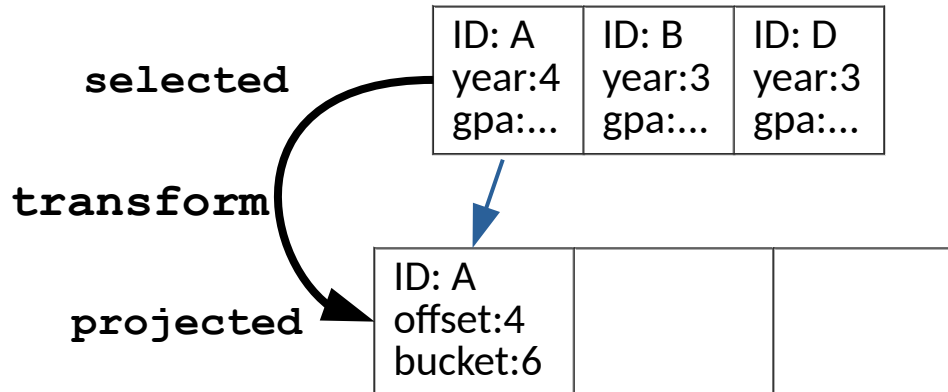 selected
ID: A
year:4
gpa:...
ID: B
year:3
gpa:...
ID: D
year:3
gpa:...
transform
projected
ID: A
offset:4
bucket:6